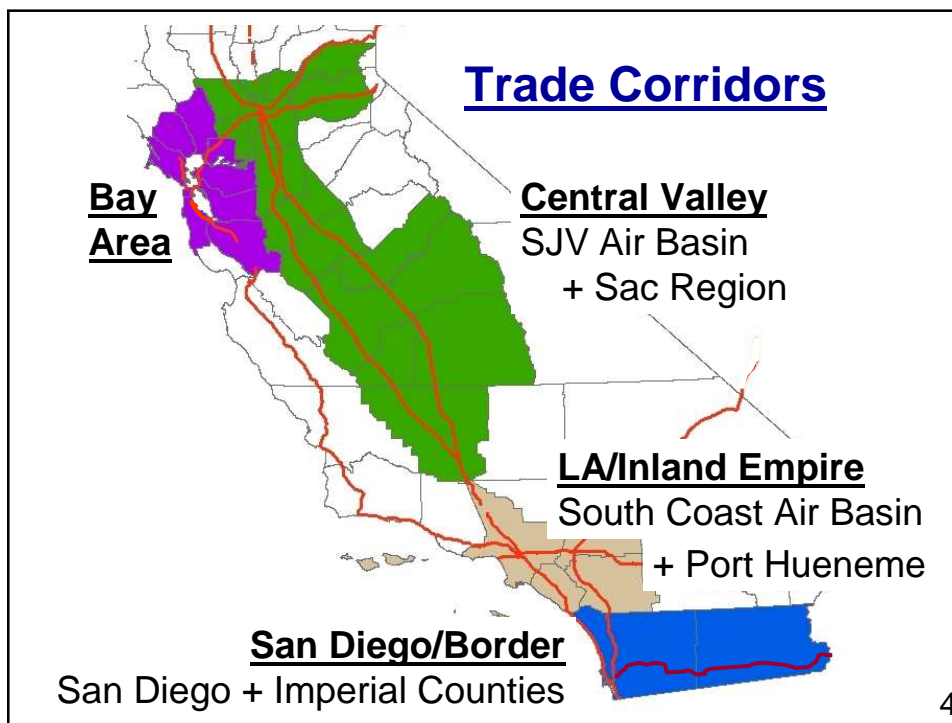 Trade Corridors
Bay
Area
Central Valley
SJV Air Basin
+ Sac Region
LA/Inland Empire
South Coast Air Basin
+ Port Hueneme
San Diego/Border
San Diego + Imperial Counties
4